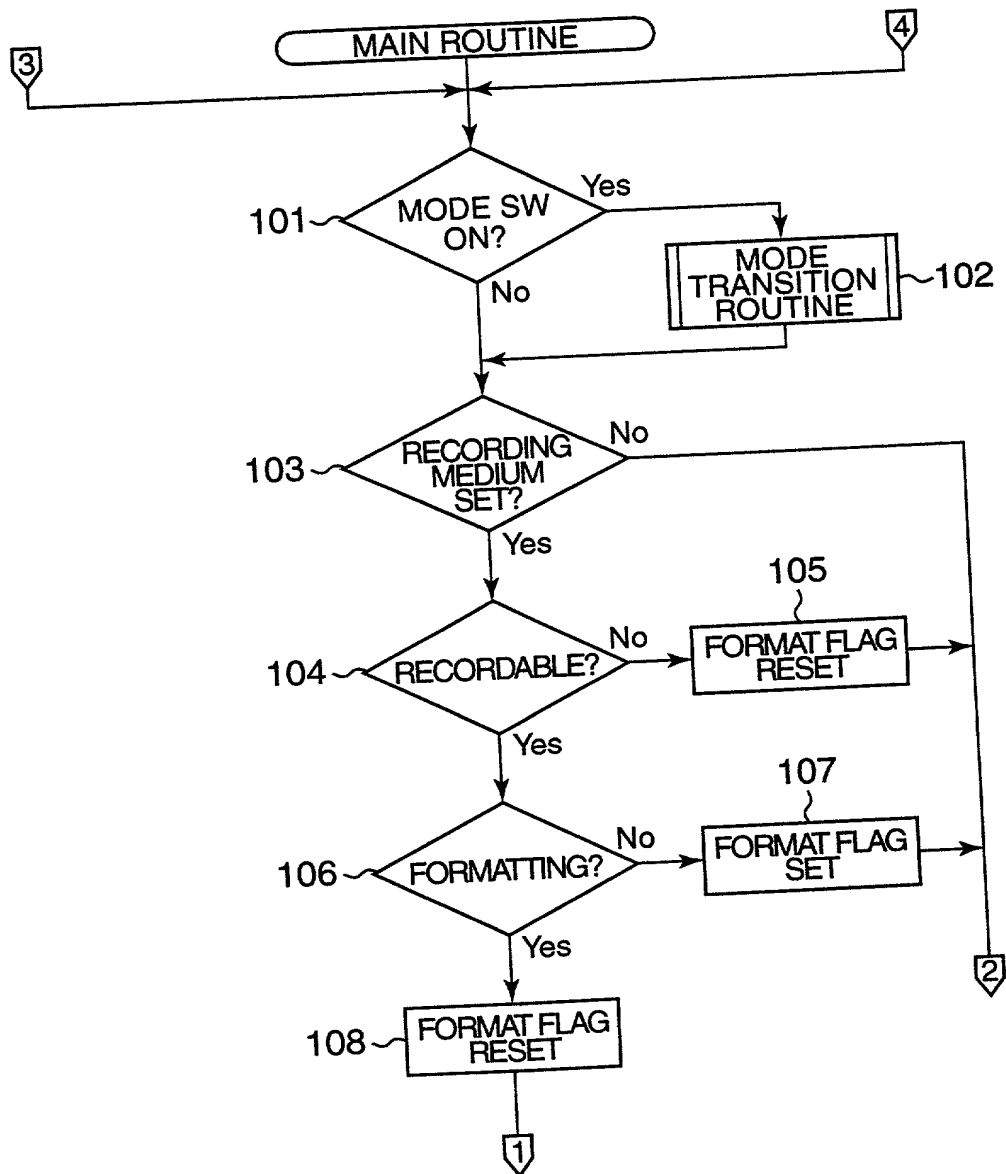 4
3
MAIN ROUTINE
Yes
101
MODE SW
ON?
No
MODE
TRANSITION
ROUTINE
102
103
RECORDING
MEDIUM
SET?
No
Yes
105
104
RECORDABLE?
No
FORMAT FLAG
RESET
Yes
107
106
FORMATTING?
No
FORMAT FLAG
SET
Yes
2
108
FORMAT FLAG
RESET
1